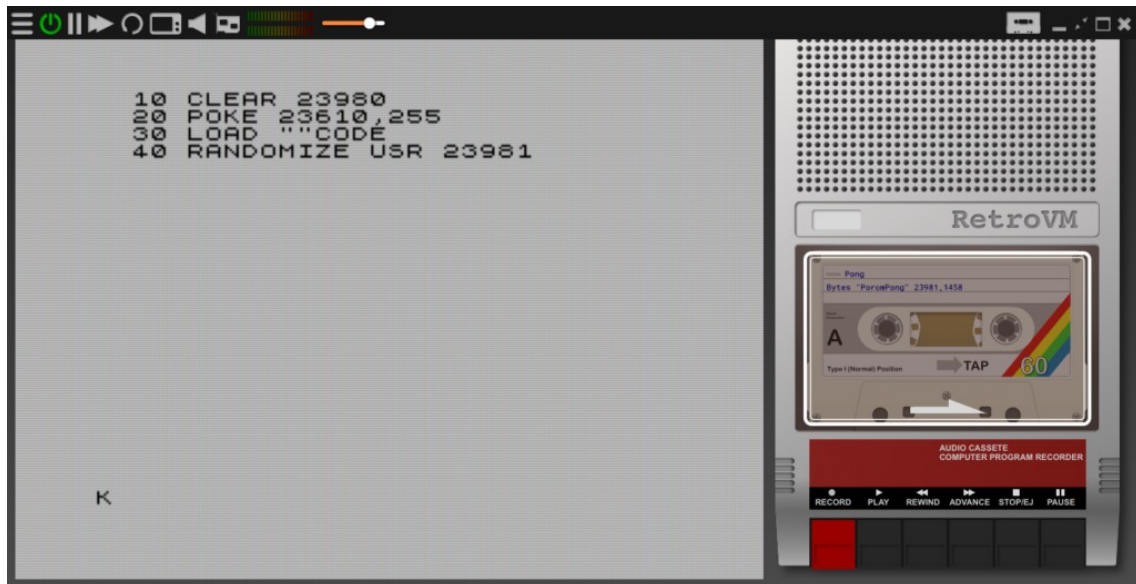 10 CLEAR 23980
20 POKE 23610,255
30 LOAD ""CODE
40 RANDOMIZE USR 23981
K
RetroVM
Pong
Bytes "PoromPong" 23981,1458
A
TAP
60
Type I (Normal) Position
AUDIO CASSETE
COMPUTER PROGRAM RECORDER
RECORD PLAY REWIND ADVANCE STOP/EJ PAUSE